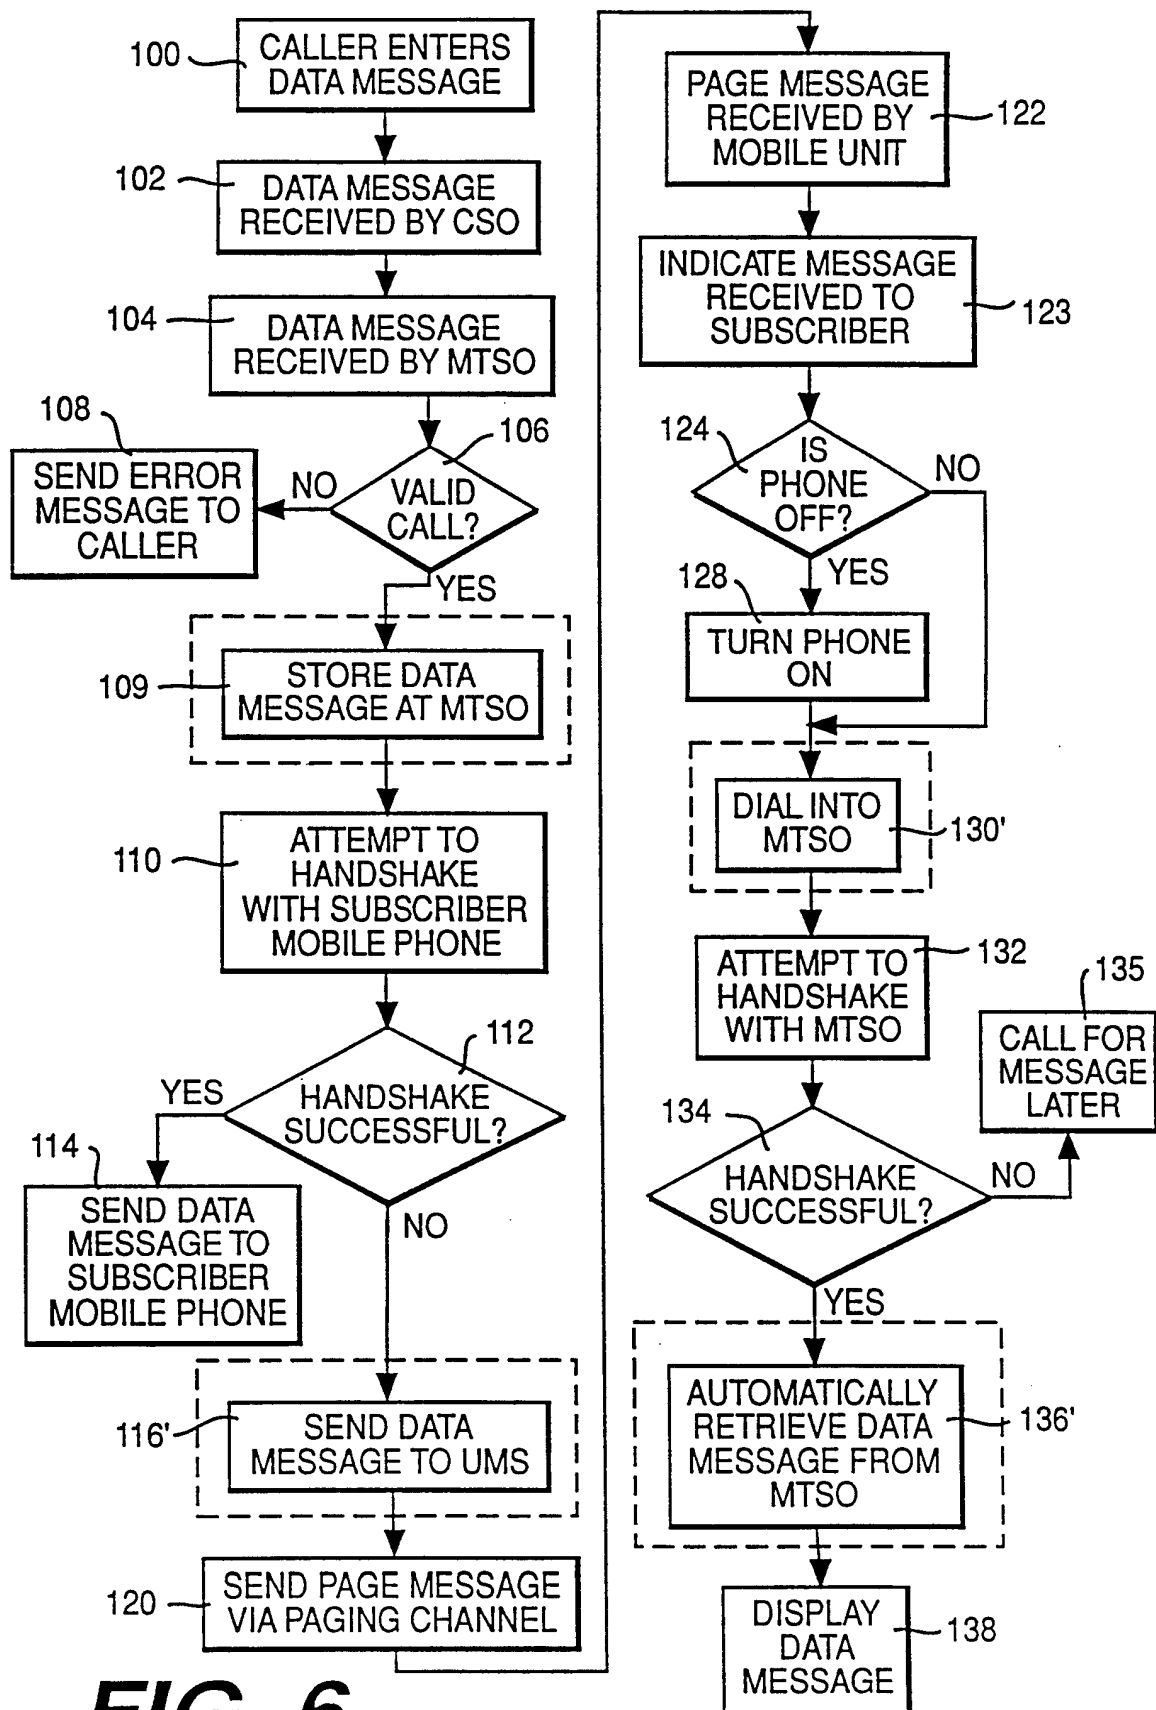 100
CALLER ENTERS
DATA MESSAGE
102
DATA MESSAGE
RECEIVED BY CSO
104
DATA MESSAGE
RECEIVED BY MTSO
106
VALID
CALL?
NO
108
SEND ERROR
MESSAGE TO
CALLER
YES
109
STORE DATA
MESSAGE AT MTSO
110
ATTEMPT TO
HANDSHAKE
WITH SUBSCRIBER
MOBILE PHONE
112
HANDSHAKE
SUCCESSFUL?
YES
114
SEND DATA
MESSAGE TO
SUBSCRIBER
MOBILE PHONE
NO
116'
SEND DATA
MESSAGE TO UMS
120
SEND PAGE MESSAGE
VIA PAGING CHANNEL
PAGE MESSAGE
RECEIVED BY
MOBILE UNIT
122
INDICATE MESSAGE
RECEIVED TO
SUBSCRIBER
123
124
IS
PHONE
OFF?
NO
YES
128
TURN PHONE
ON
DIAL INTO
MTSO
130'
ATTEMPT TO
HANDSHAKE
WITH MTSO
132
134
HANDSHAKE
SUCCESSFUL?
NO
135
CALL FOR
MESSAGE
LATER
YES
AUTOMATICALLY
RETRIEVE DATA
MESSAGE FROM
MTSO
136'
DISPLAY
DATA
MESSAGE
138
FIG. 6